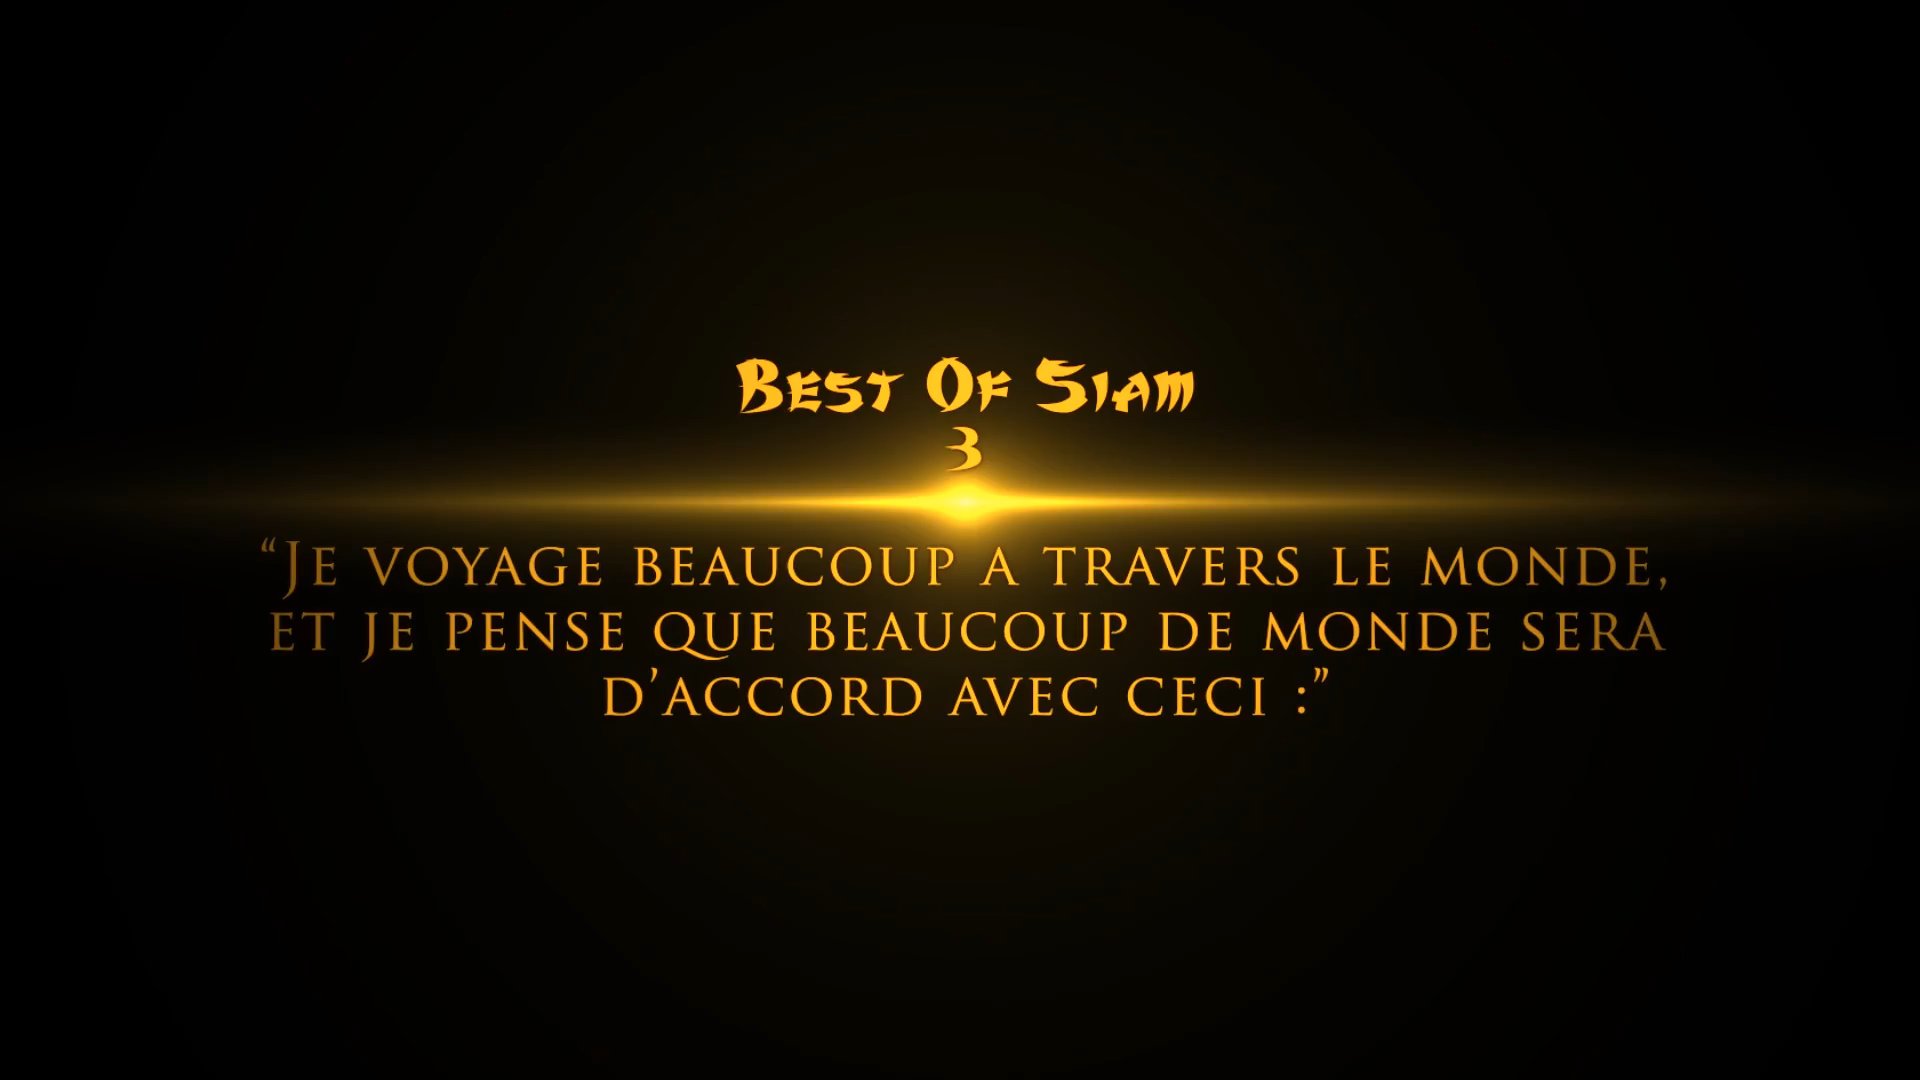 Best Of Siam
3
“Je voyage beaucoup a travers le monde,
et je pense que beaucoup de monde sera
d’accord avec ceci :”